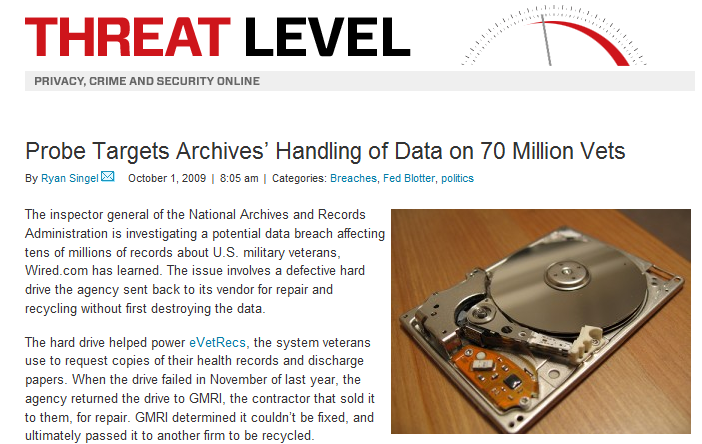 THREAT LEVEL
PRIVACY, CRIME AND SECURITY ONLINE
Probe Targets Archives’ Handling of Data on 70 Million Vets
By Ryan Singel October 1, 2009 | 8:05 am | Categories: Breaches, Fed Blotter, politics
The inspector general of the National Archives and Records
Administration is investigating a potential data breach affecting
tens of millions of records about U.S. military veterans,
Wired.com has learned. The issue involves a defective hard
drive the agency sent back to its vendor for repair and
recycling without first destroying the data.
The hard drive helped power eVetRecs, the system veterans
use to request copies of their health records and discharge
papers. When the drive failed in November of last year, the
agency returned the drive to GMRI, the contractor that sold it
to them, for repair. GMRI determined it couldn’t be fixed, and
ultimately passed it to another firm to be recycled.